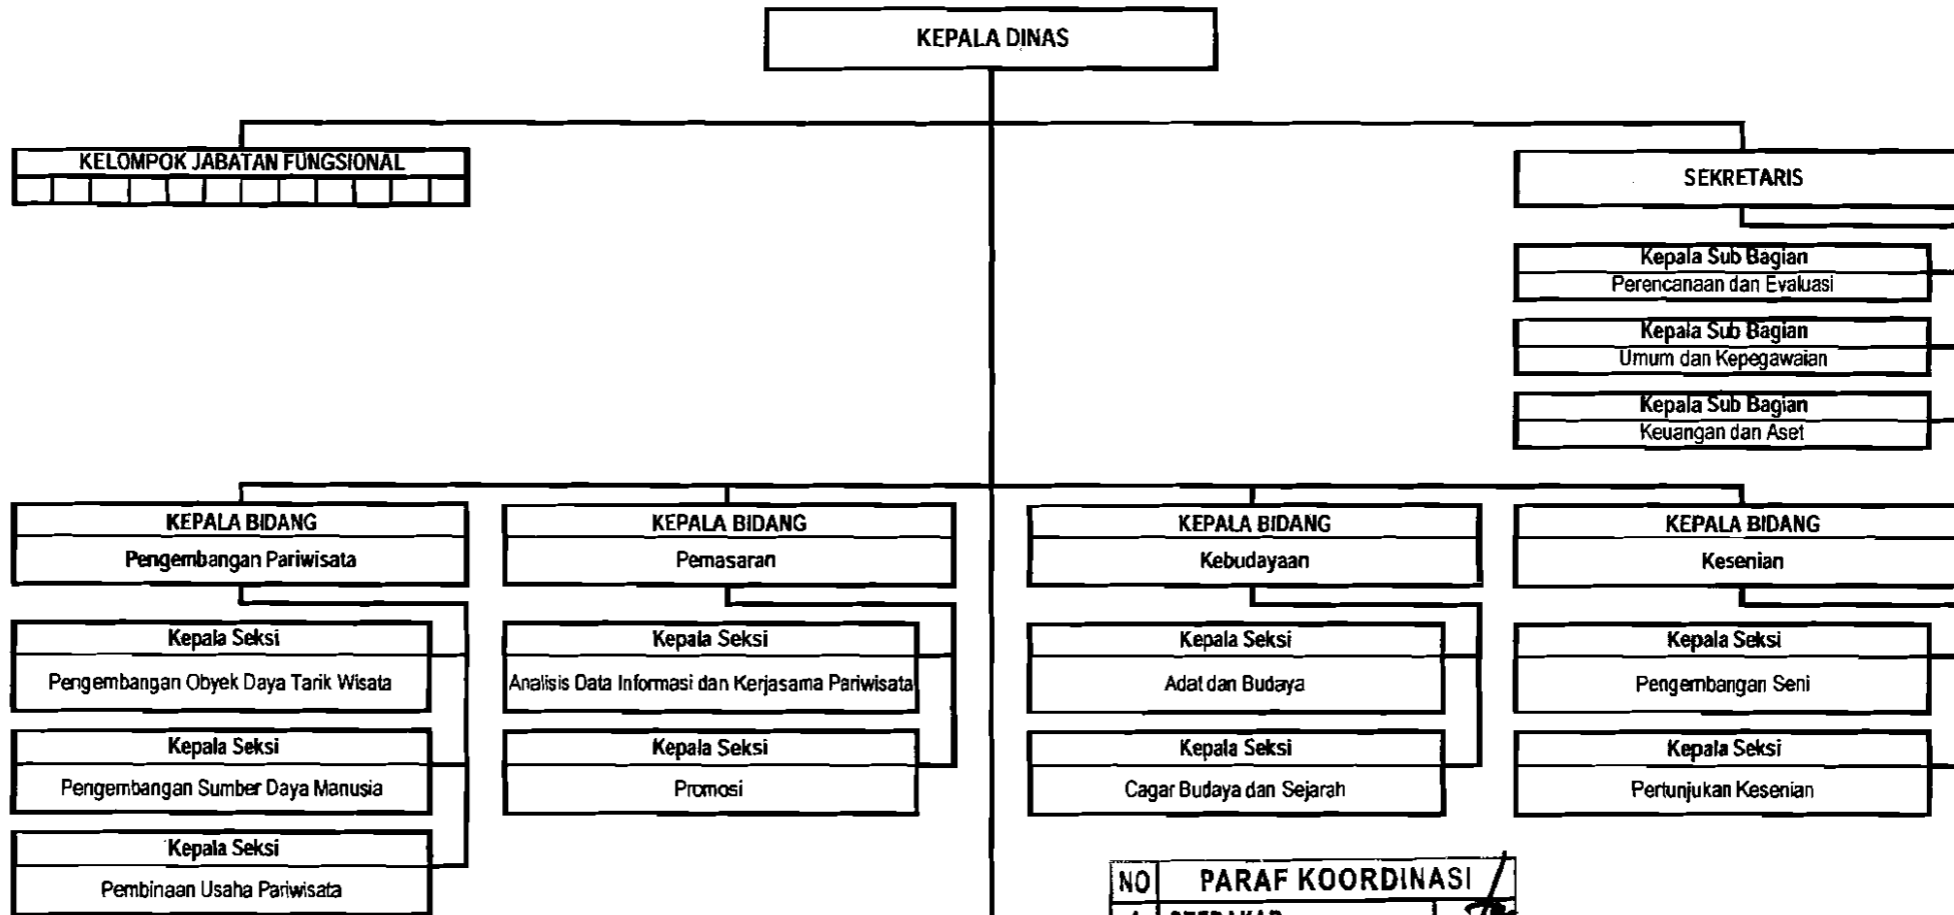 KEPALA DINAS
KELOMPOK JABATAN FUNGSIONAL
SEKRETARIS
Kepala Sub Bagian
Perencanaan dan Evaluasi
Kepala Sub Bagian
Umum dan Kepegawaian
Kepala Sub Bagian
Keuangan dan Aset
KEPALA BIDANG
Pengembangan Pariwisata
Kepala Seksi
Pengembangan Obyek Daya Tarik Wisata
Kepala Seksi
Pengembangan Sumber Daya Manusia
Kepala Seksi
Pembinaan Usaha Pariwisata
KEPALA BIDANG
Pemasaran
Kepala Seksi
Analisis Data Informasi dan Kerjasama Pariwisata
Kepala Seksi
Promosi
KEPALA BIDANG
Kebudayaan
Kepala Seksi
Adat dan Budaya
Kepala Seksi
Cagar Budaya dan Sejarah
KEPALA BIDANG
Kesenian
Kepala Seksi
Pengembangan Seni
Kepala Seksi
Pertunjukan Kesenian
NO PARAF KOORDINASI